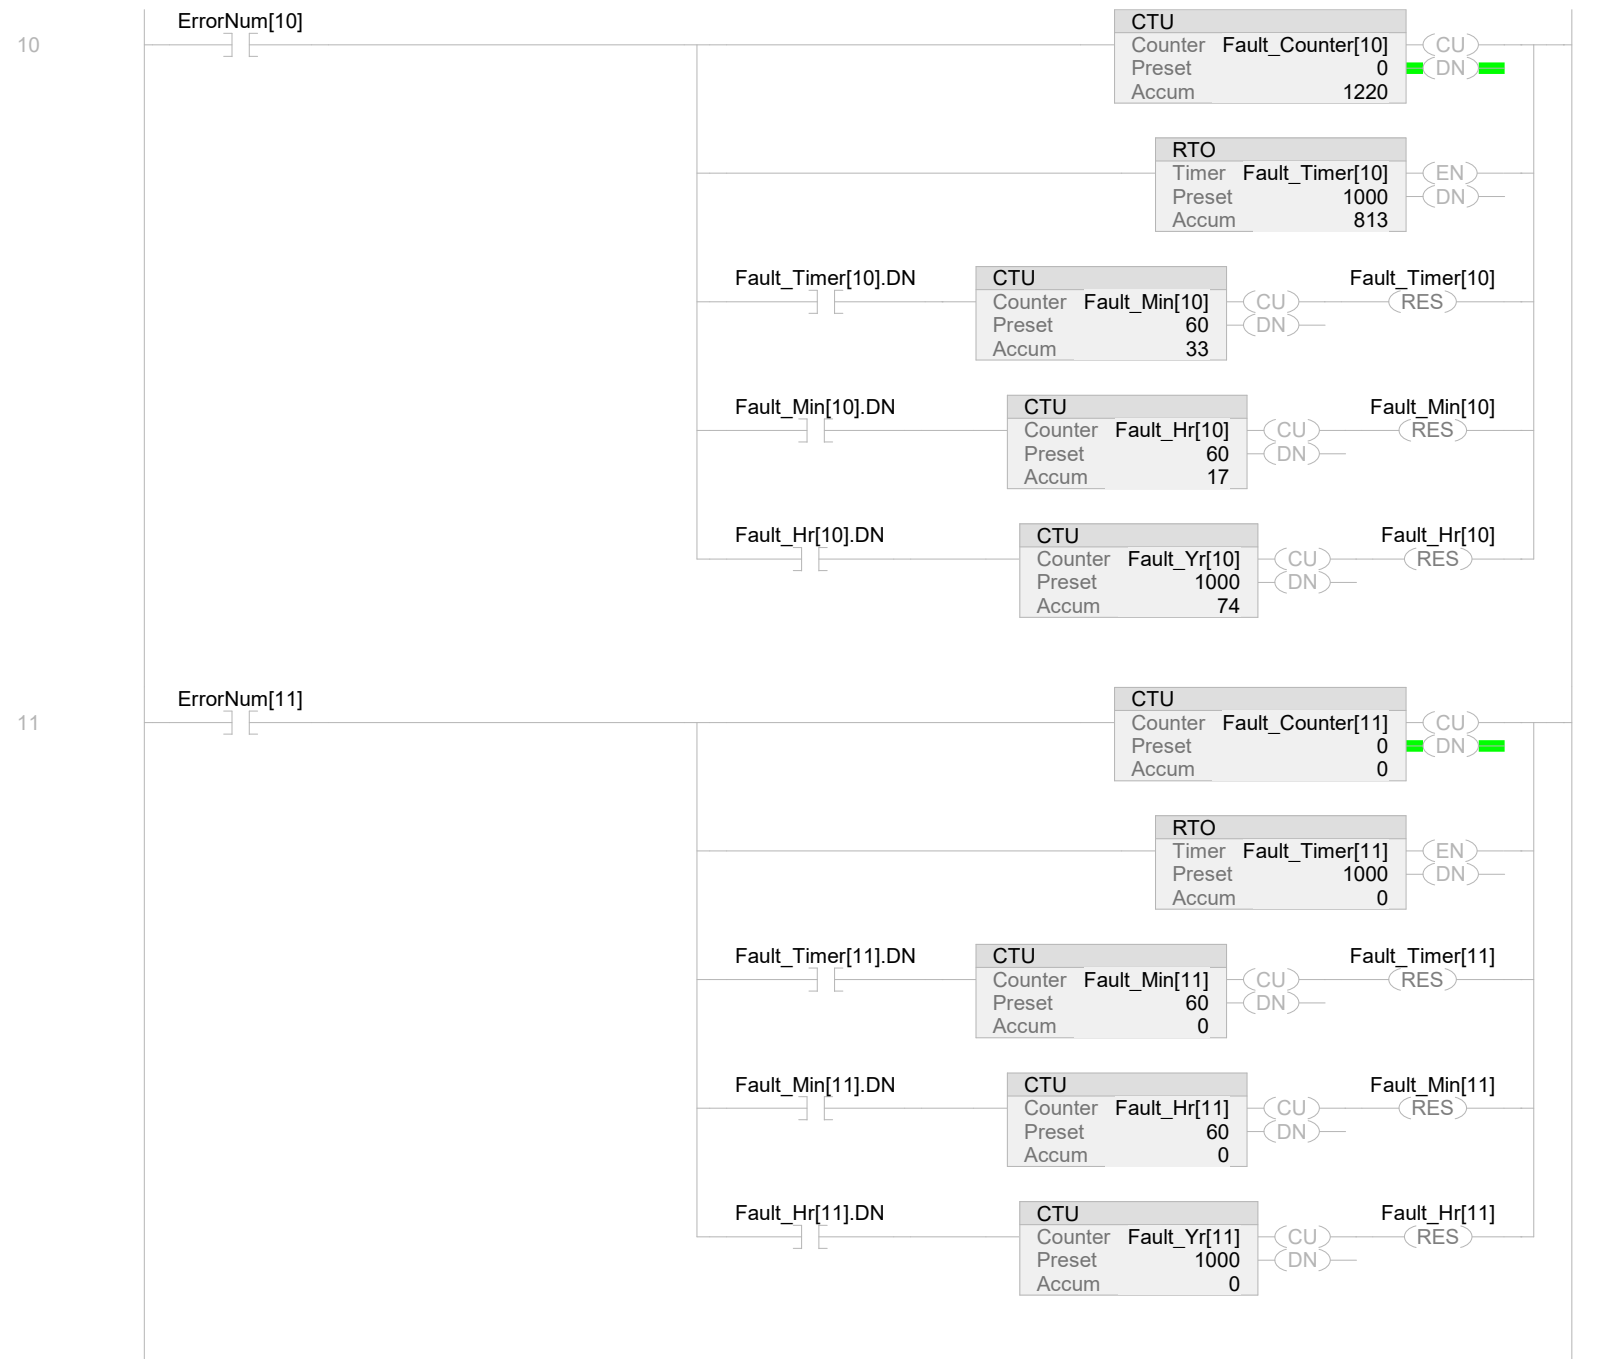 ErrorNum[10]
10
CTU
Counter Fault_Counter[10] CU
Preset 0 DN
Accum 1220
RTO
Timer Fault_Timer[10] EN
Preset 1000 DN
Accum 813
Fault_Timer[10].DN CTU Fault_Timer[10]
Counter Fault_Min[10] CU RES
Preset 60 DN
Accum 33
Fault_Min[10].DN CTU Fault_Min[10]
Counter Fault_Hr[10] CU RES
Preset 60 DN
Accum 17
Fault_Hr[10].DN CTU Fault_Hr[10]
Counter Fault_Yr[10] CU RES
Preset 1000 DN
Accum 74
ErrorNum[11]
11
CTU
Counter Fault_Counter[11] CU
Preset 0 DN
Accum 0
RTO
Timer Fault_Timer[11] EN
Preset 1000 DN
Accum 0
Fault_Timer[11].DN CTU Fault_Timer[11]
Counter Fault_Min[11] CU RES
Preset 60 DN
Accum 0
Fault_Min[11].DN CTU Fault_Min[11]
Counter Fault_Hr[11] CU RES
Preset 60 DN
Accum 0
Fault_Hr[11].DN CTU Fault_Hr[11]
Counter Fault_Yr[11] CU RES
Preset 1000 DN
Accum 0